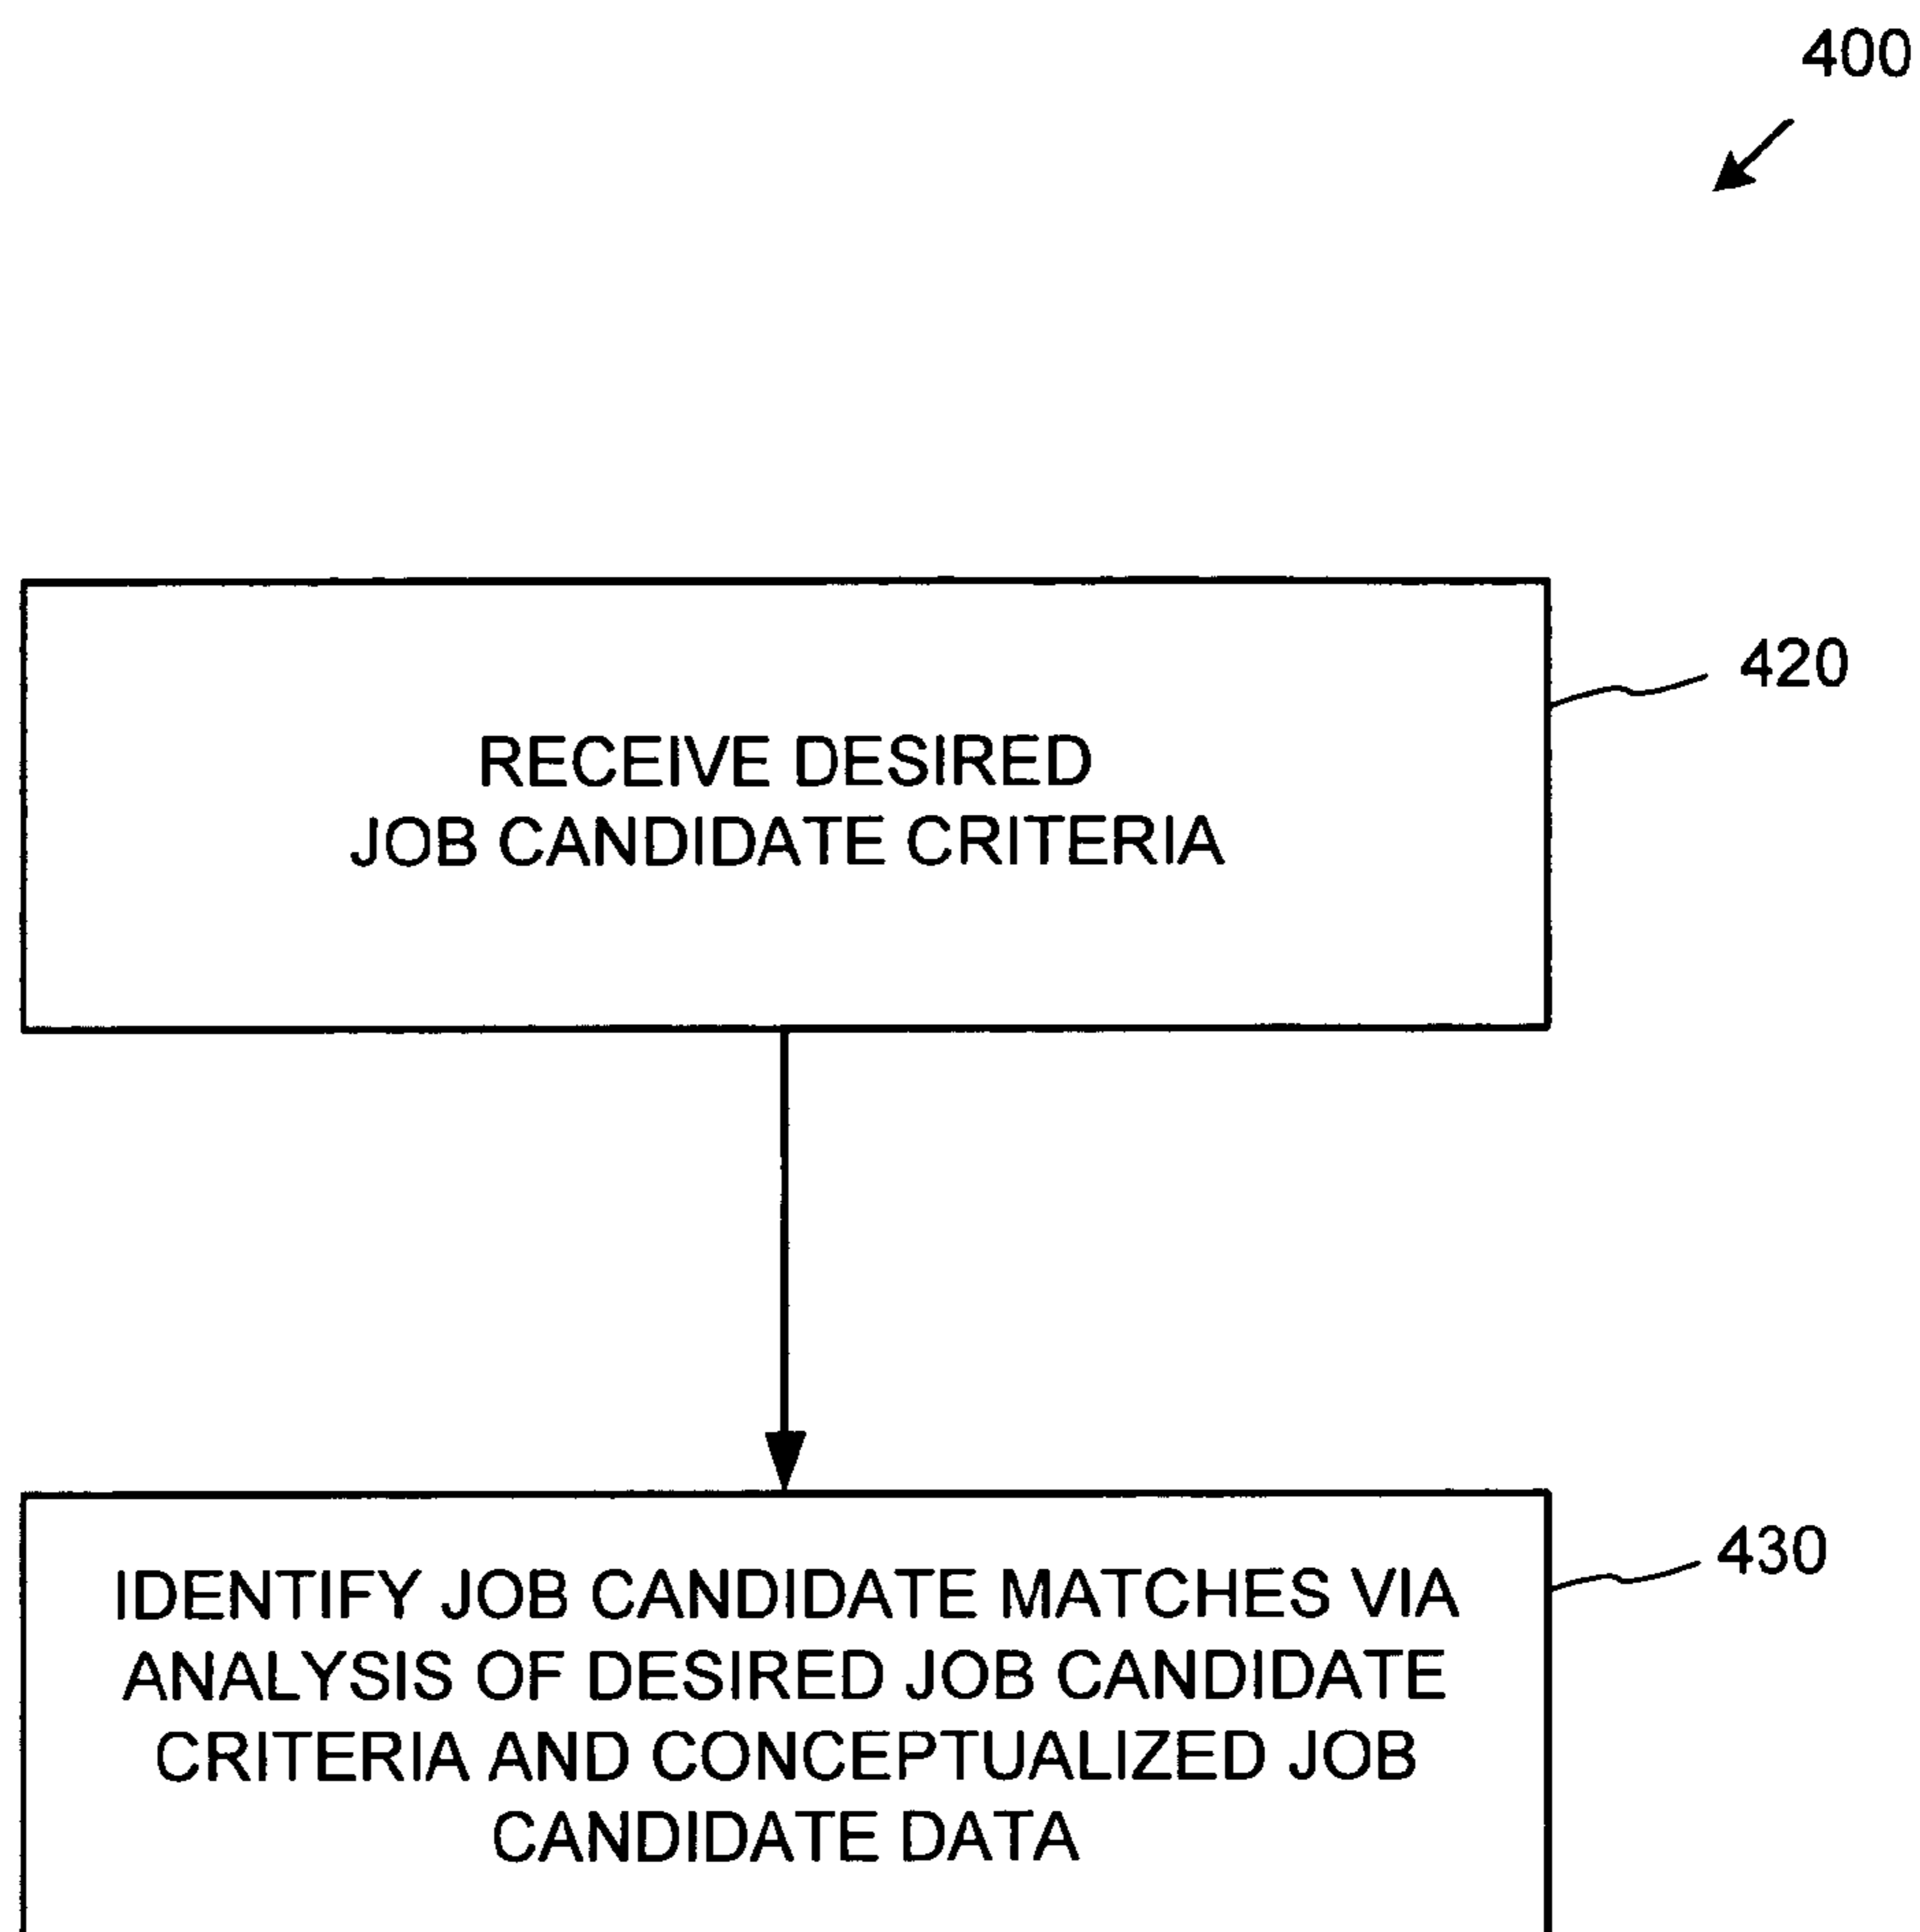 400
420
RECEIVE DESIRED
JOB CANDIDATE CRITERIA
430
IDENTIFY JOB CANDIDATE MATCHES VIA
ANALYSIS OF DESIRED JOB CANDIDATE
CRITERIA AND CONCEPTUALIZED JOB
CANDIDATE DATA